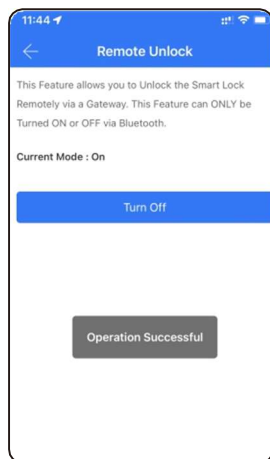 11:44
Remote Unlock
This Feature allows you to Unlock the Smart Lock
Remotely via a Gateway. This Feature can ONLY be
Turned ON or OFF via Bluetooth.
Current Mode : On
Turn Off
Operation Successful